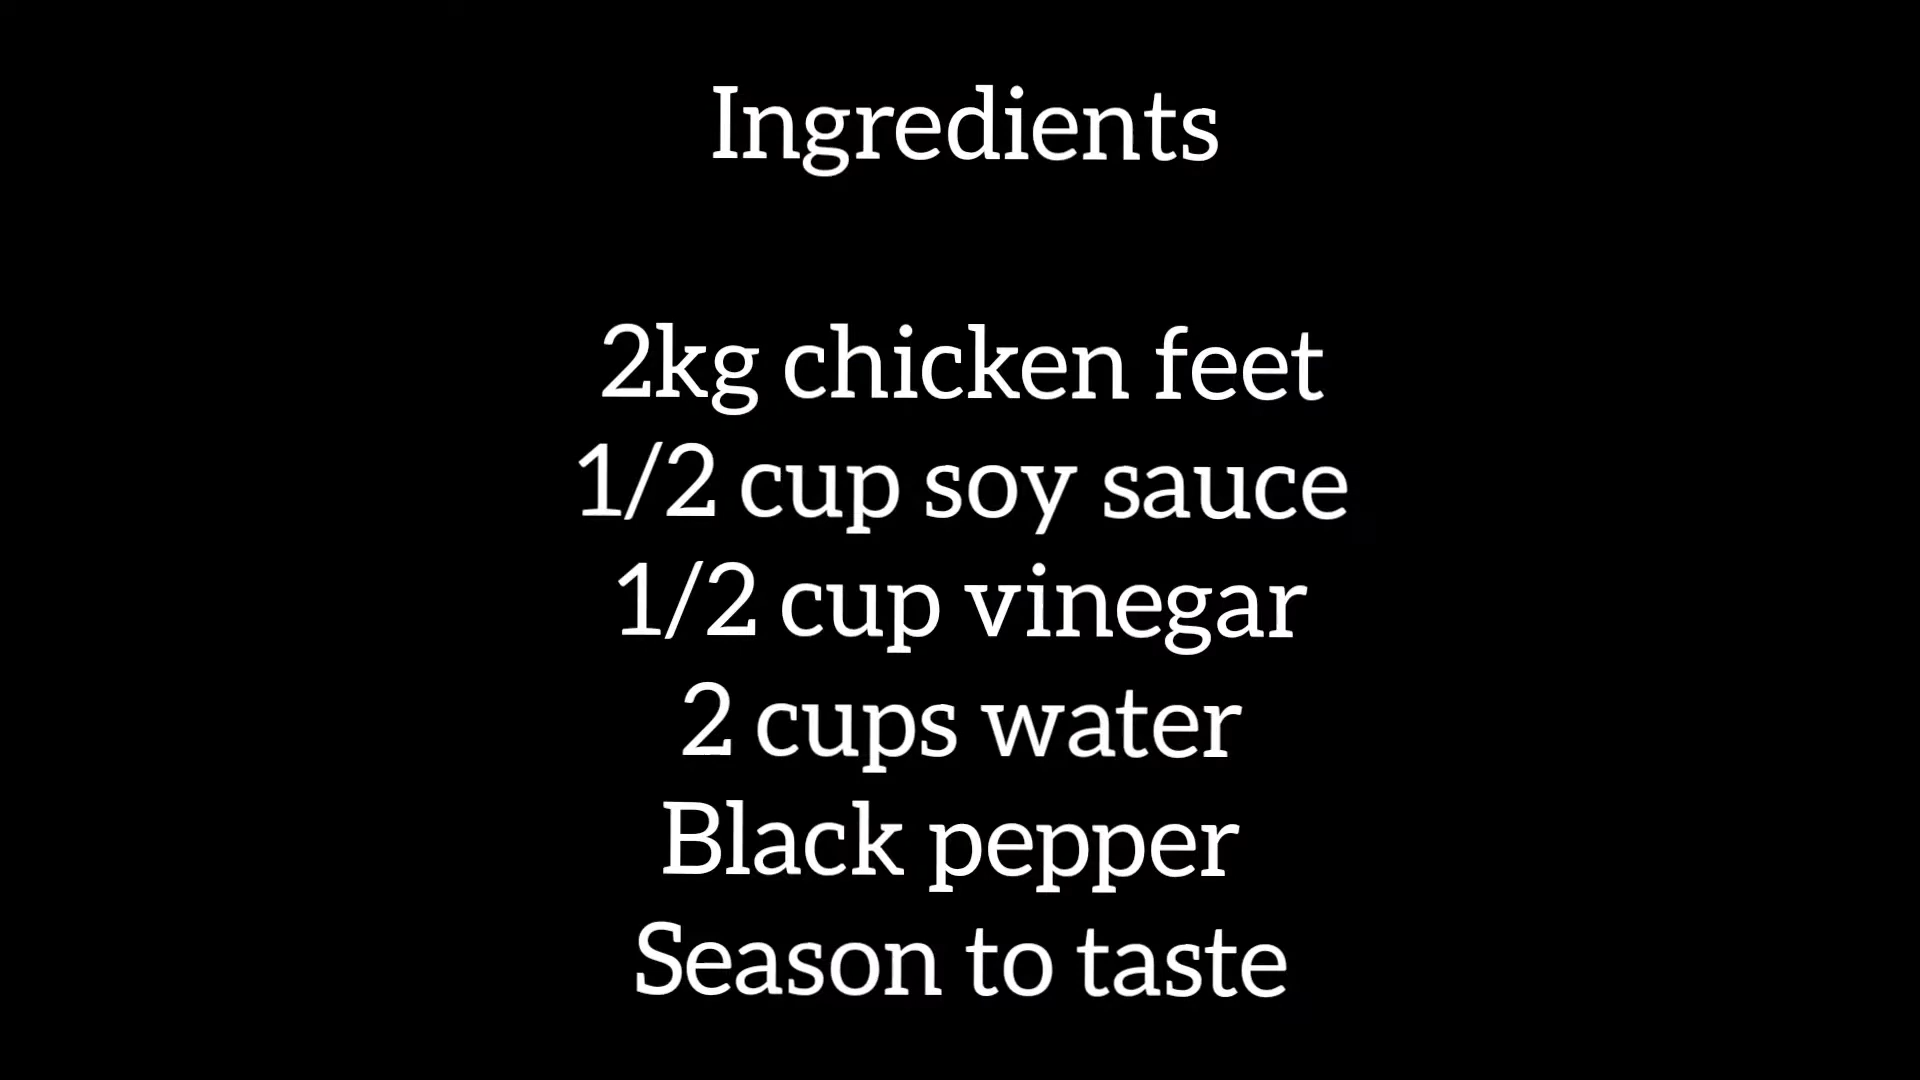 Ingredients
2kg chicken feet
1/2 cup soy sauce
1/2 cup vinegar
2 cups water
Black pepper
Season to taste